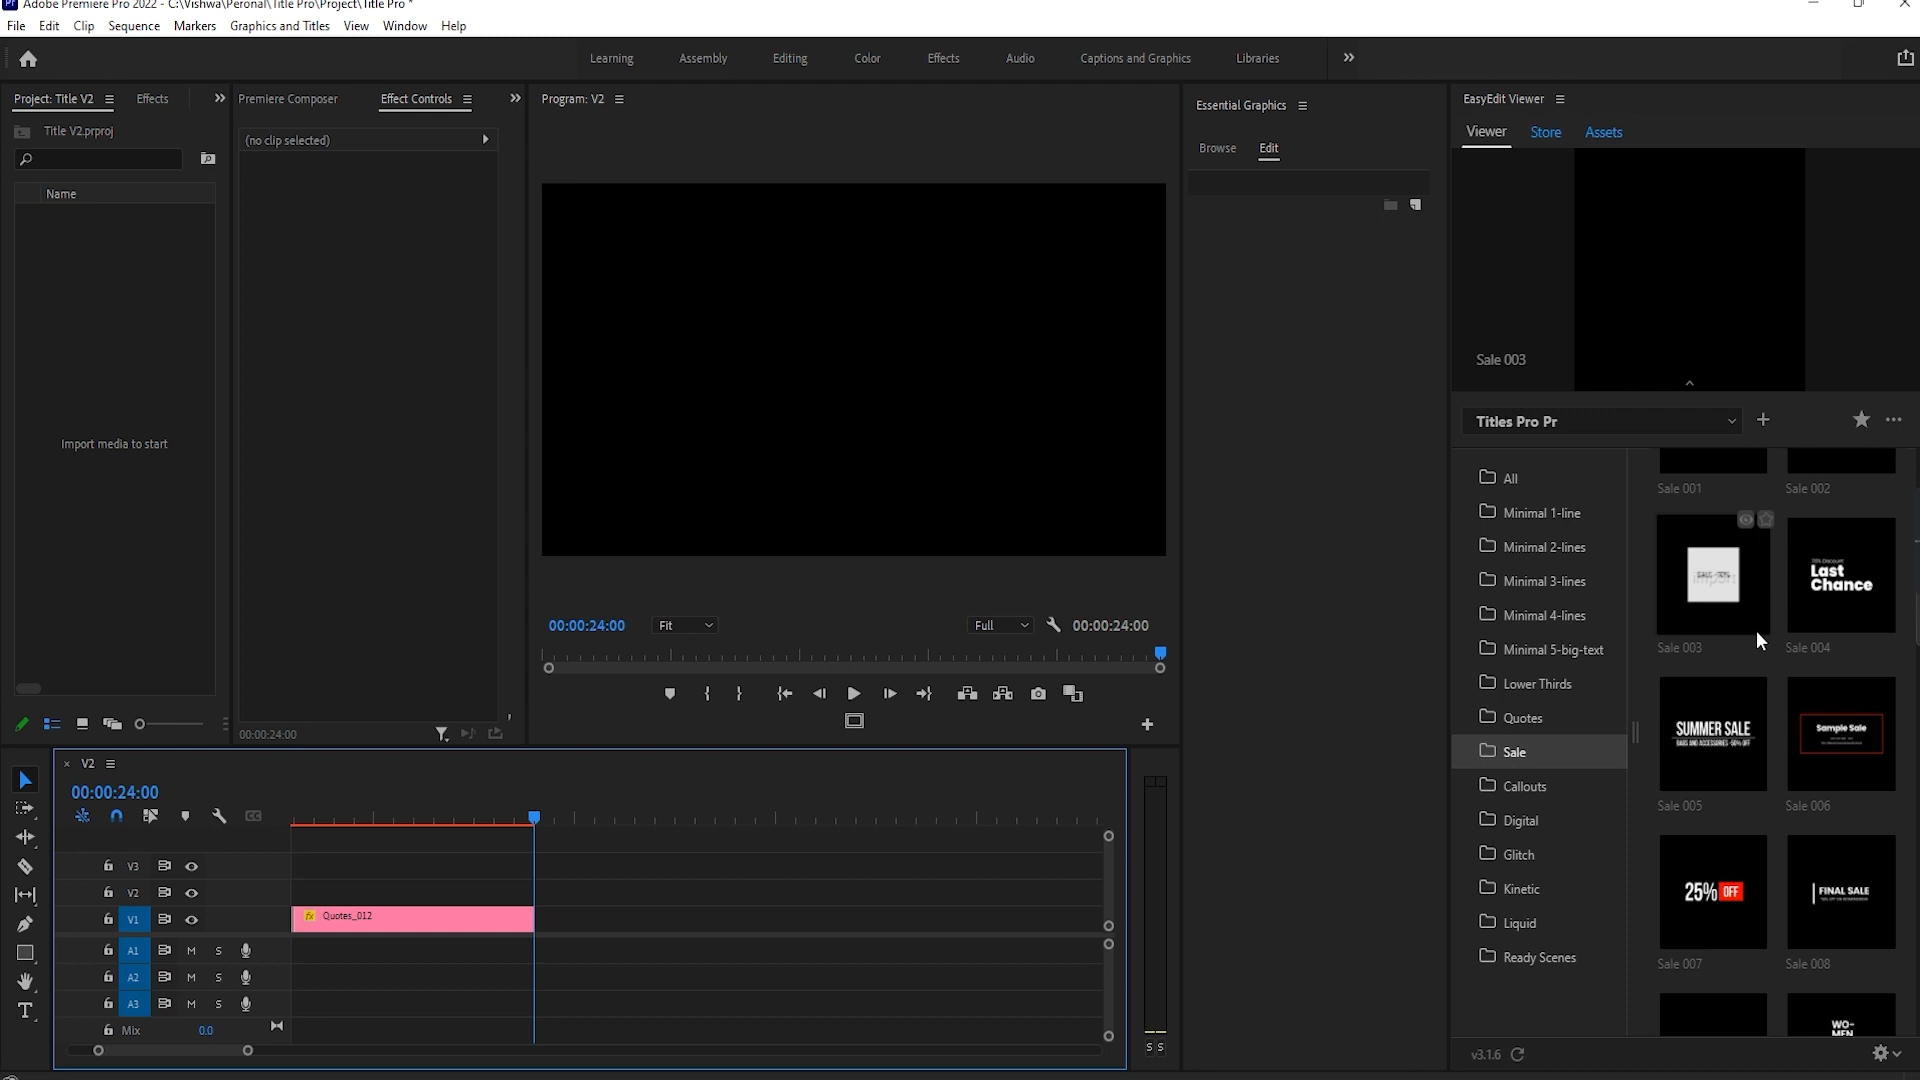 Adobe Premiere Pro 2022 - C:\Vishwa\Peronal\Title Pro\Project\Title Pro *
File Edit Clip Sequence Markers Graphics and Titles View Window Help
Learning Assembly Editing Color Effects Audio Captions and Graphics Libraries
Project: Title V2 Effects Premiere Composer Effect Controls Program: V2 Essential Graphics EasyEdit Viewer
Title V2.prproj
(no clip selected)
Browse Edit
Viewer Store Assets
Name
Import media to start
Sale 003
Titles Pro Pr
All
Minimal 1-line
Minimal 2-lines
Minimal 3-lines
Minimal 4-lines
Minimal 5-big-text
Lower Thirds
Quotes
Sale
Callouts
Digital
Glitch
Kinetic
Liquid
Ready Scenes
Sale 001 Sale 002
Last
Chance
Sale 003 Sale 004
SUMMER SALE
BAGS AND ACCESSORIES -50% OFF
Sample Sale
Sale 005 Sale 006
25% OFF
FINAL SALE
Sale 007 Sale 008
WO-
MEN
v3.1.6
00:00:24:00 Fit Full 00:00:24:00
00:00:24:00
V2
00:00:24:00
CC
V3
V2
V1 Quotes_012
A1 M S
A2 M S
A3 M S
Mix 0.0
S S